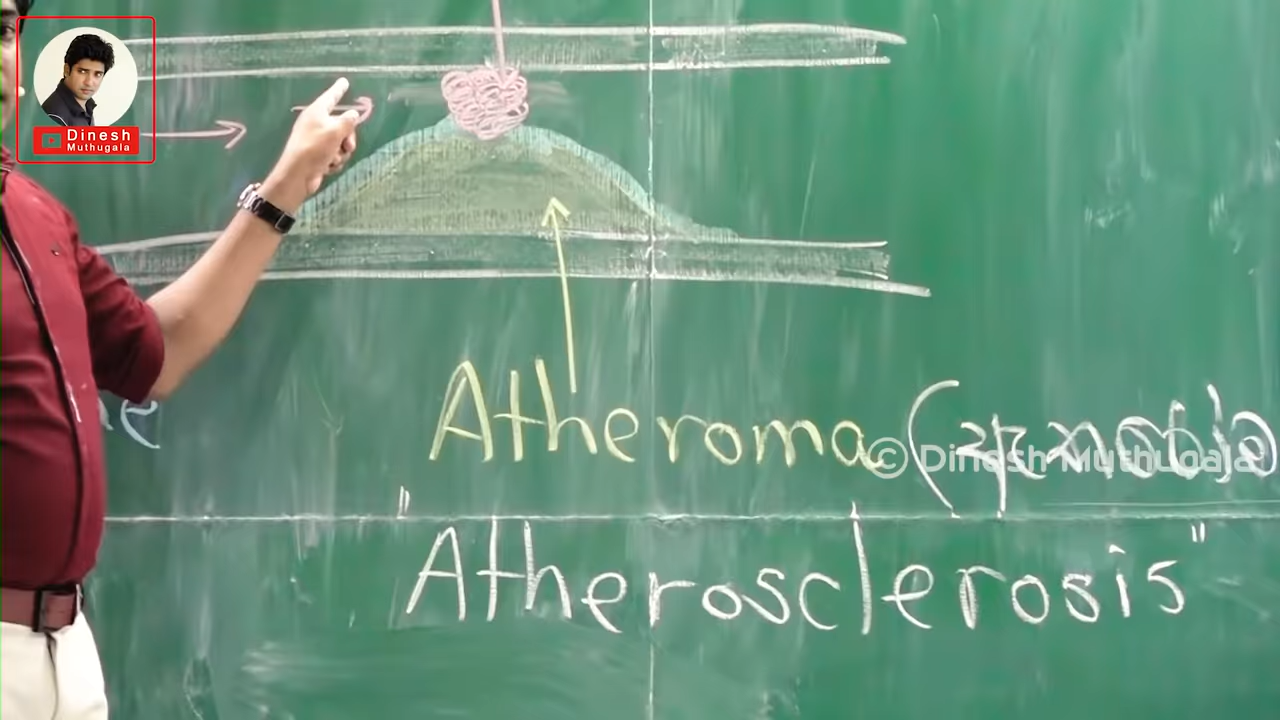 Dinesh
Muthugala
Atheroma (
© Dinesh Muthugala
"Atherosclerosis"